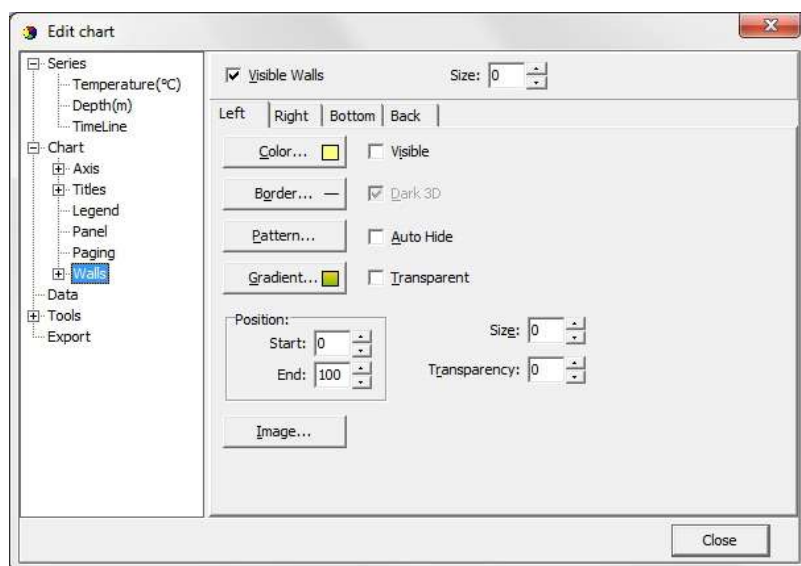 Edit chart
Series
Temperature(°C)
Depth(m)
TimeLine
Chart
Axis
Titles
Legend
Panel
Paging
Walls
Data
Tools
Export
Visible Walls Size: 0
Left Right Bottom Back
Color... Visible
Border... Dark 3D
Pattern... Auto Hide
Gradient... Transparent
Position:
Start: 0 Size: 0
End: 100 Transparency: 0
Image...
Close